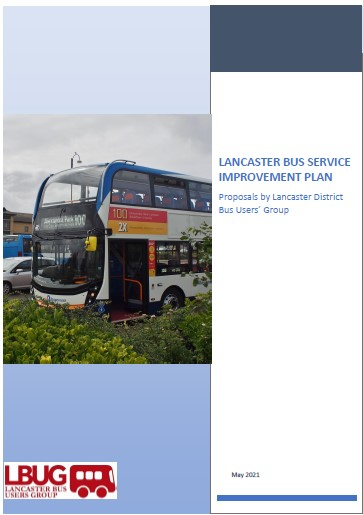 LANCASTER BUS SERVICE
IMPROVEMENT PLAN
Proposals by Lancaster District
Bus Users' Group
100
2X
LBUG
LANCASTER BUS
USERS GROUP
May 2021